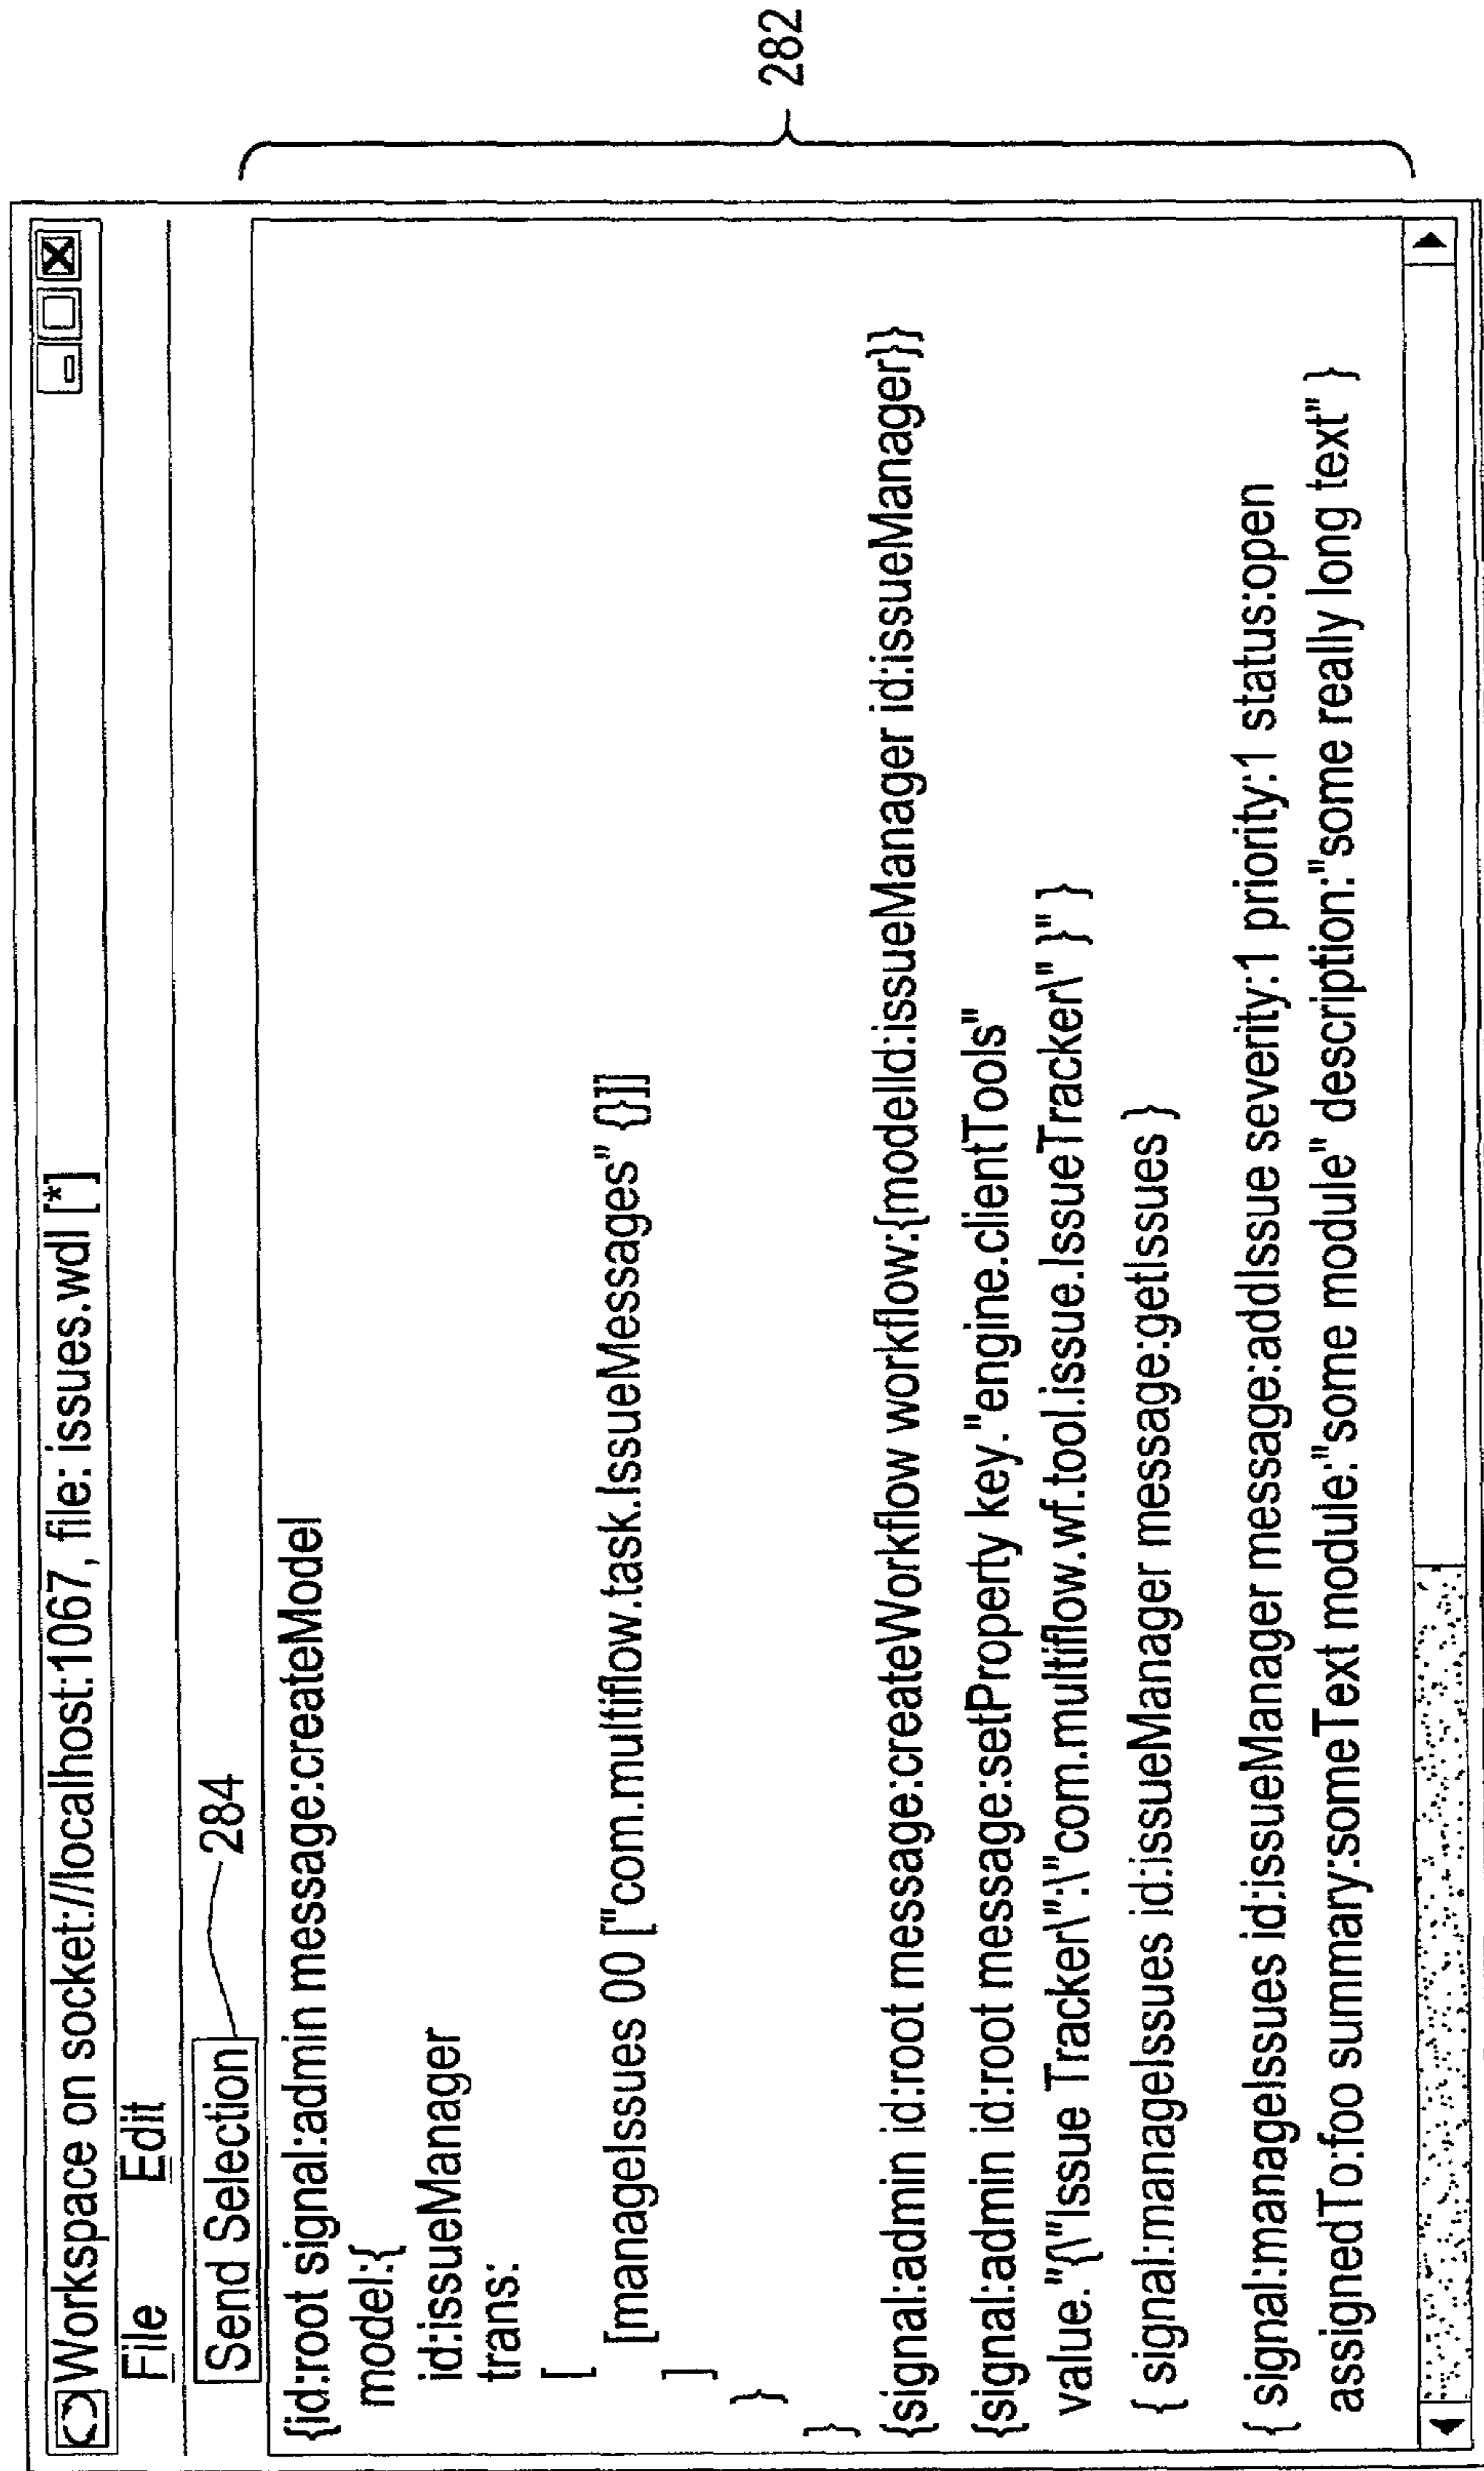 Workspace on socket://localhost:1067, file: issues.wdl [*]
File Edit
Send Selection
284
{id:root signal:admin message:createModel
model:{
id:issueManager
trans:
[
[manageIssues 00 ["com.multiflow.task.IssueMessages" {}]]
]
}
}
{signal:admin id:root message:createWorkflow workflow:{modelId:issueManager id:issueManager}}
{signal:admin id:root message:setProperty key:"engine.clientTools"
value:"{\"Issue Tracker\":\"com.multiflow.wf.tool.issue.IssueTracker\" }" }
{ signal:manageIssues id:issueManager message:getIssues }
{ signal:manageIssues id:issueManager message:addIssue severity:1 priority:1 status:open
assignedTo:foo summary:someText module:"some module" description:"some really long text" }
282